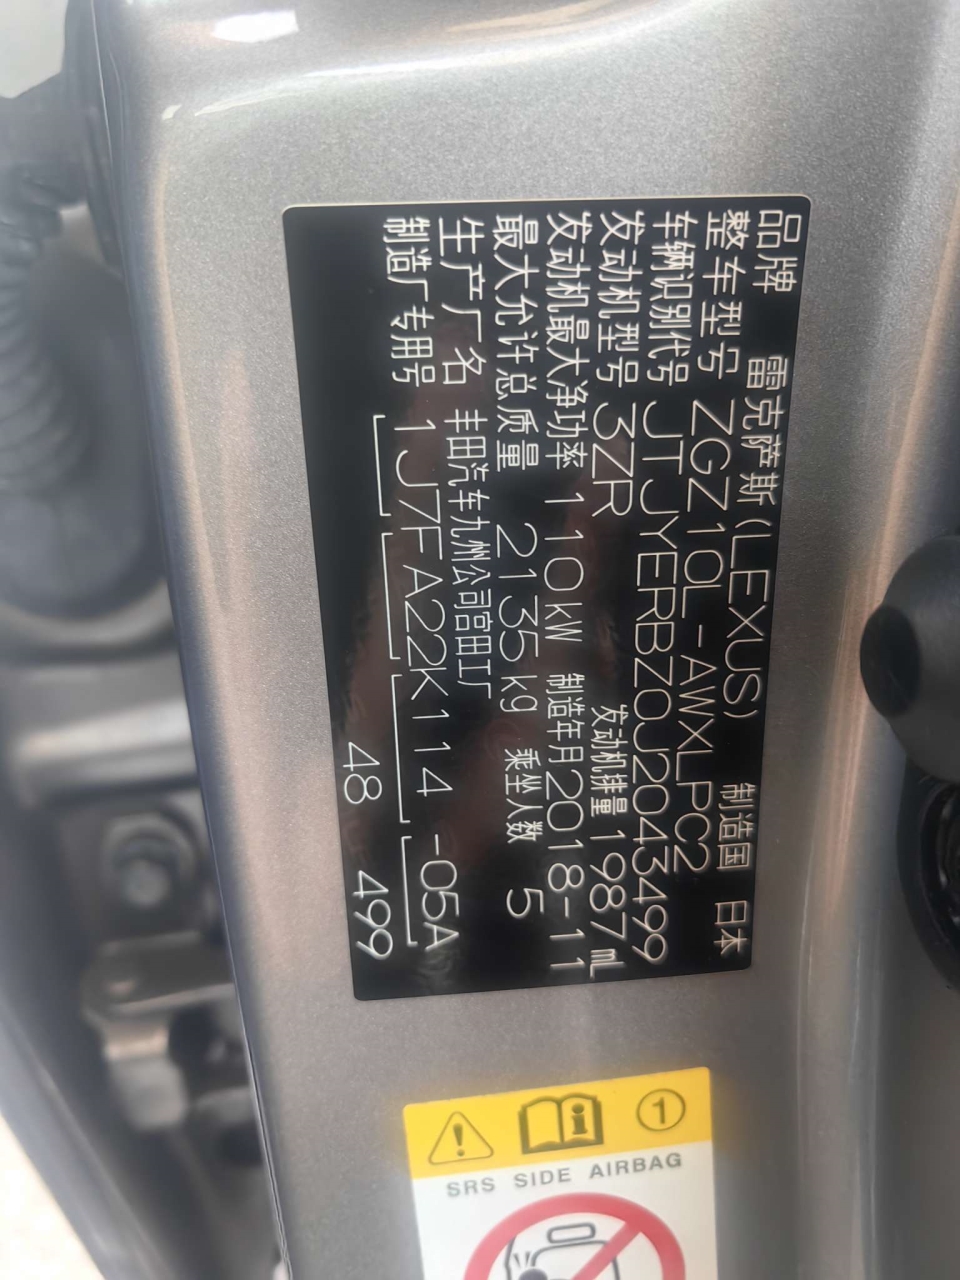 品牌 雷克萨斯(LEXUS) 制造国 日本
整车型号 ZGZ10L-AWXLPC2
车辆识别代号 JTJYERBZ0J2043499
发动机型号 3ZR 发动机排量 1987mL
发动机最大净功率 110kW 制造年月 2018-11
最大允许总质量 2135kg 乘坐人数 5
生产厂名 丰田汽车九州公司宫田工厂
制造厂专用号 1J7FA22K114 -05A
48 499
1
SRS SIDE AIRBAG